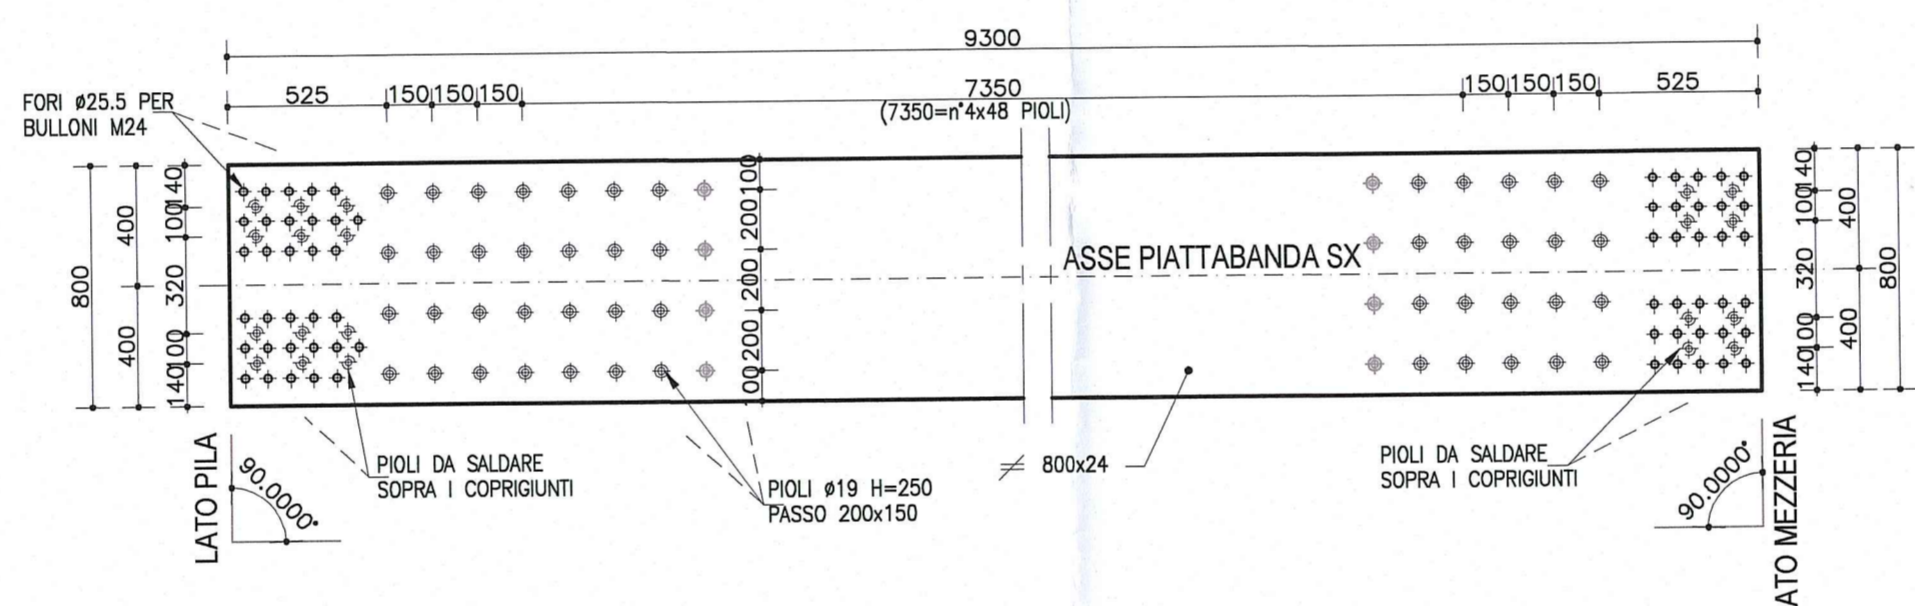 9300
525
150 150 150
7350
(7350=n°4x48 PIOLI)
150 150 150
525
FORI ø25.5 PER
BULLONI M24
800
400
400
140
100
320
100
140
100
200
200
200
00
ASSE PIATTABANDA SX
140
100
320
100
140
400
400
800
LATO PILA
90.0000°
PIOLI DA SALDARE
SOPRA I COPRIGIUNTI
PIOLI ø19 H=250
PASSO 200x150
800x24
PIOLI DA SALDARE
SOPRA I COPRIGIUNTI
90.0000°
ATO MEZZERIA